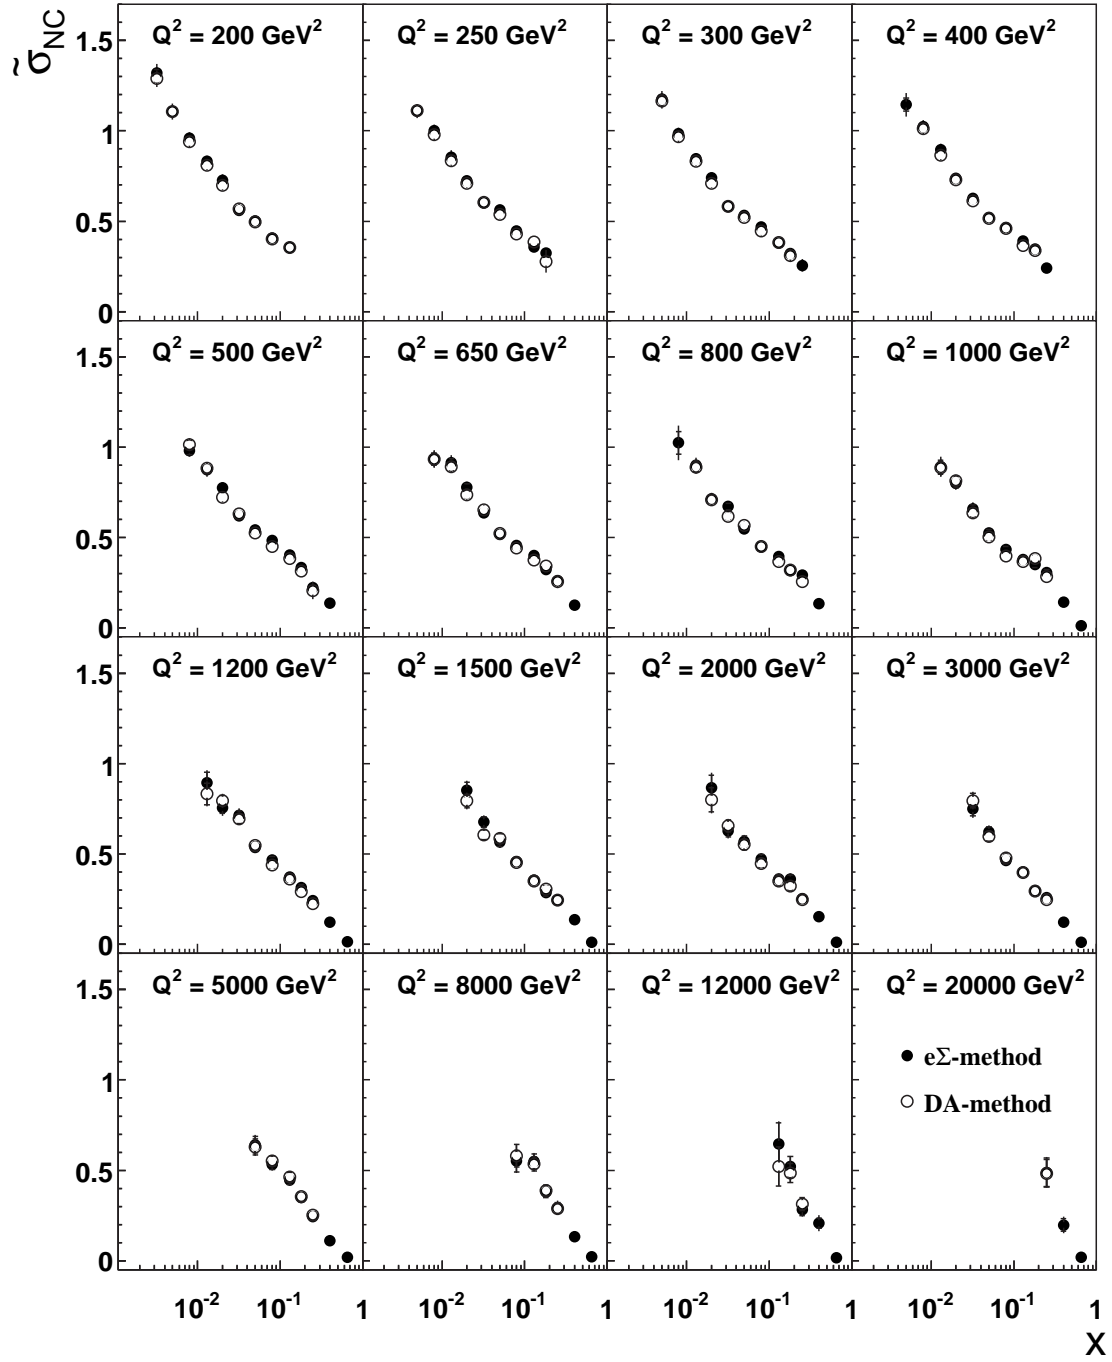 σ̃_NC
Q² = 200 GeV²
Q² = 250 GeV²
Q² = 300 GeV²
Q² = 400 GeV²
1.5
1
0.5
0
Q² = 500 GeV²
Q² = 650 GeV²
Q² = 800 GeV²
Q² = 1000 GeV²
1.5
1
0.5
0
Q² = 1200 GeV²
Q² = 1500 GeV²
Q² = 2000 GeV²
Q² = 3000 GeV²
1.5
1
0.5
0
Q² = 5000 GeV²
Q² = 8000 GeV²
Q² = 12000 GeV²
Q² = 20000 GeV²
1.5
1
0.5
0
eΣ-method
DA-method
10⁻² 10⁻¹ 1
10⁻² 10⁻¹ 1
10⁻² 10⁻¹ 1
10⁻² 10⁻¹ 1
x